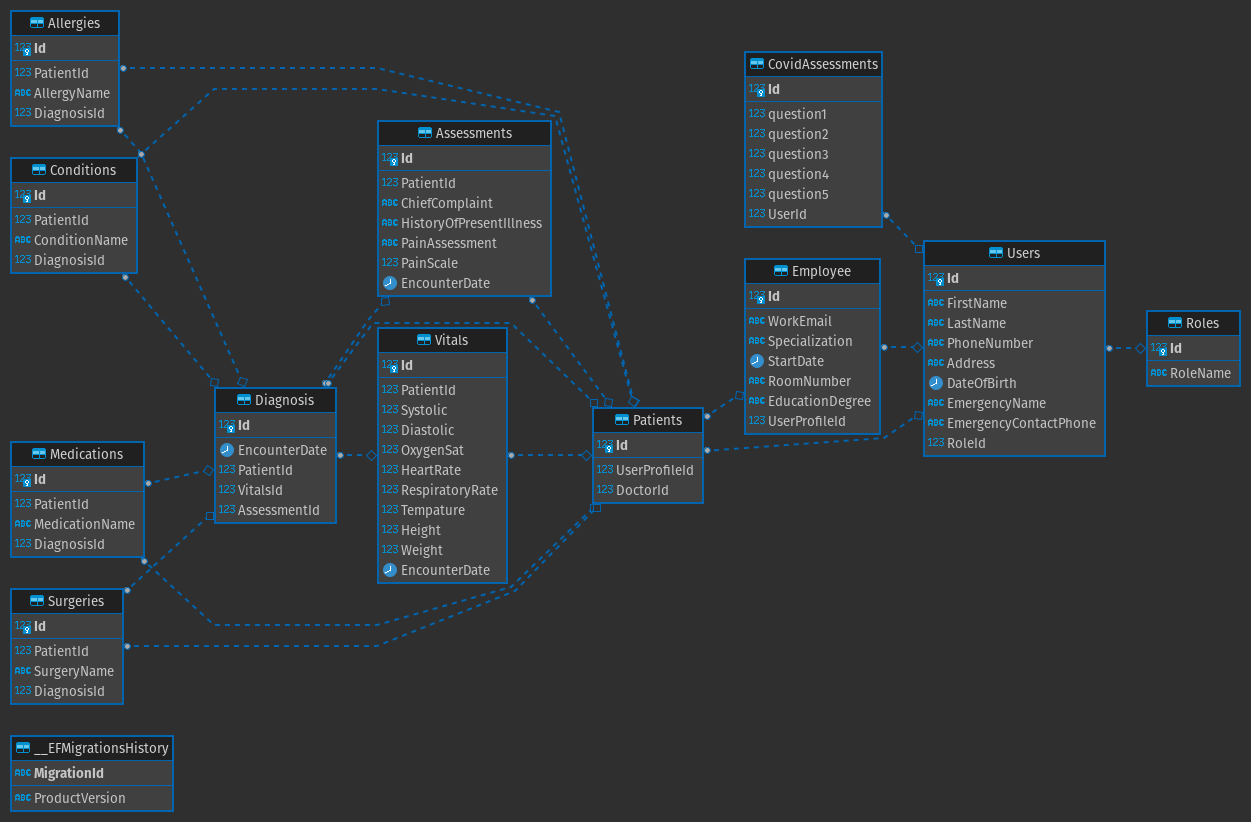 Allergies
123 Id
123 PatientId
ABC AllergyName
123 DiagnosisId
Conditions
123 Id
123 PatientId
ABC ConditionName
123 DiagnosisId
Medications
123 Id
123 PatientId
ABC MedicationName
123 DiagnosisId
Surgeries
123 Id
123 PatientId
ABC SurgeryName
123 DiagnosisId
__EFMigrationsHistory
ABC MigrationId
ABC ProductVersion
Diagnosis
123 Id
EncounterDate
123 PatientId
123 VitalsId
123 AssessmentId
Assessments
123 Id
123 PatientId
ABC ChiefComplaint
ABC HistoryOfPresentIllness
ABC PainAssessment
123 PainScale
EncounterDate
Vitals
123 Id
123 PatientId
123 Systolic
123 Diastolic
123 OxygenSat
123 HeartRate
123 RespiratoryRate
123 Tempature
123 Height
123 Weight
EncounterDate
Patients
123 Id
123 UserProfileId
123 DoctorId
CovidAssessments
123 Id
123 question1
123 question2
123 question3
123 question4
123 question5
123 UserId
Employee
123 Id
ABC WorkEmail
ABC Specialization
StartDate
ABC RoomNumber
ABC EducationDegree
123 UserProfileId
Users
123 Id
ABC FirstName
ABC LastName
ABC PhoneNumber
ABC Address
DateOfBirth
ABC EmergencyName
ABC EmergencyContactPhone
123 RoleId
Roles
123 Id
ABC RoleName